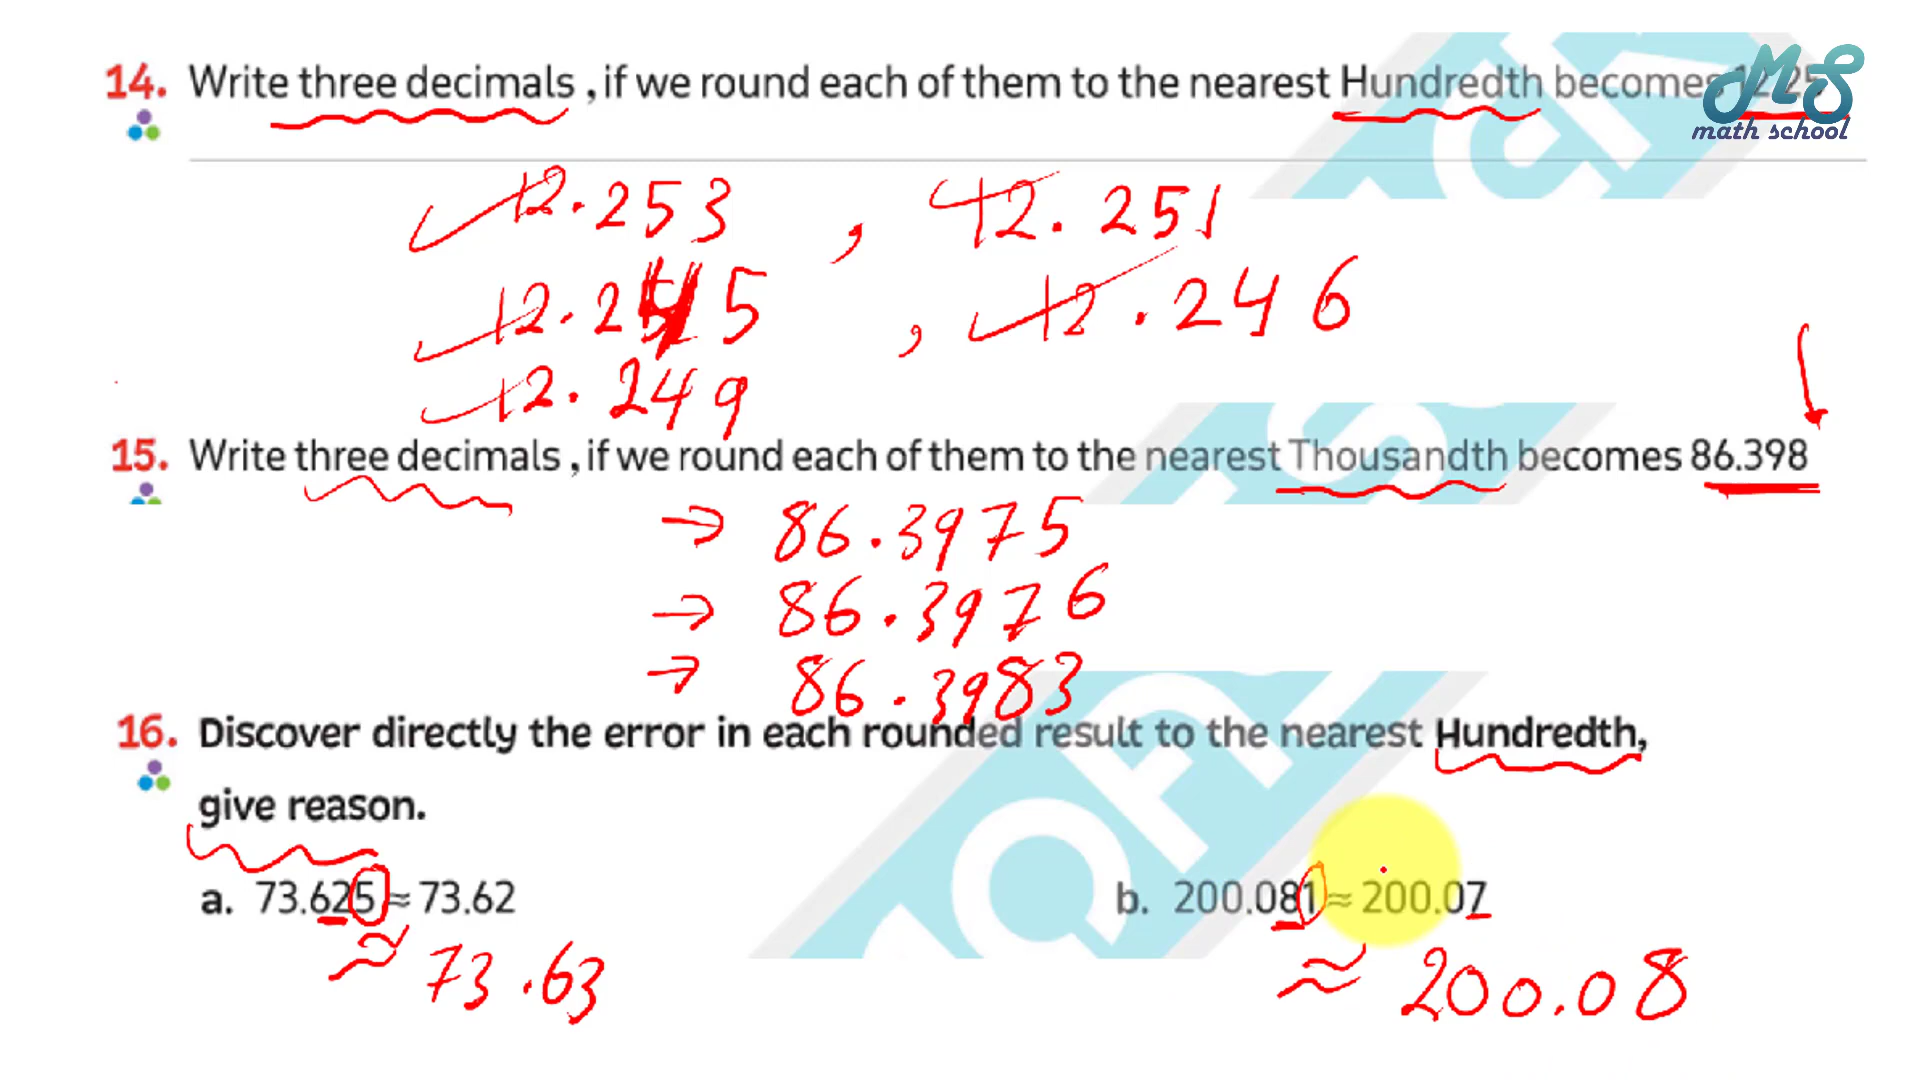 14. Write three decimals , if we round each of them to the nearest Hundredth becomes 12.25
MS
math school
12.253 , 12.251
12.245 , 12.246
12.249
15. Write three decimals , if we round each of them to the nearest Thousandth becomes 86.398
→ 86.3975
→ 86.3976
→ 86.3983
16. Discover directly the error in each rounded result to the nearest Hundredth,
give reason.
a. 73.625 ≈ 73.62
b. 200.081 ≈ 200.07
≈ 73.63
≈ 200.08